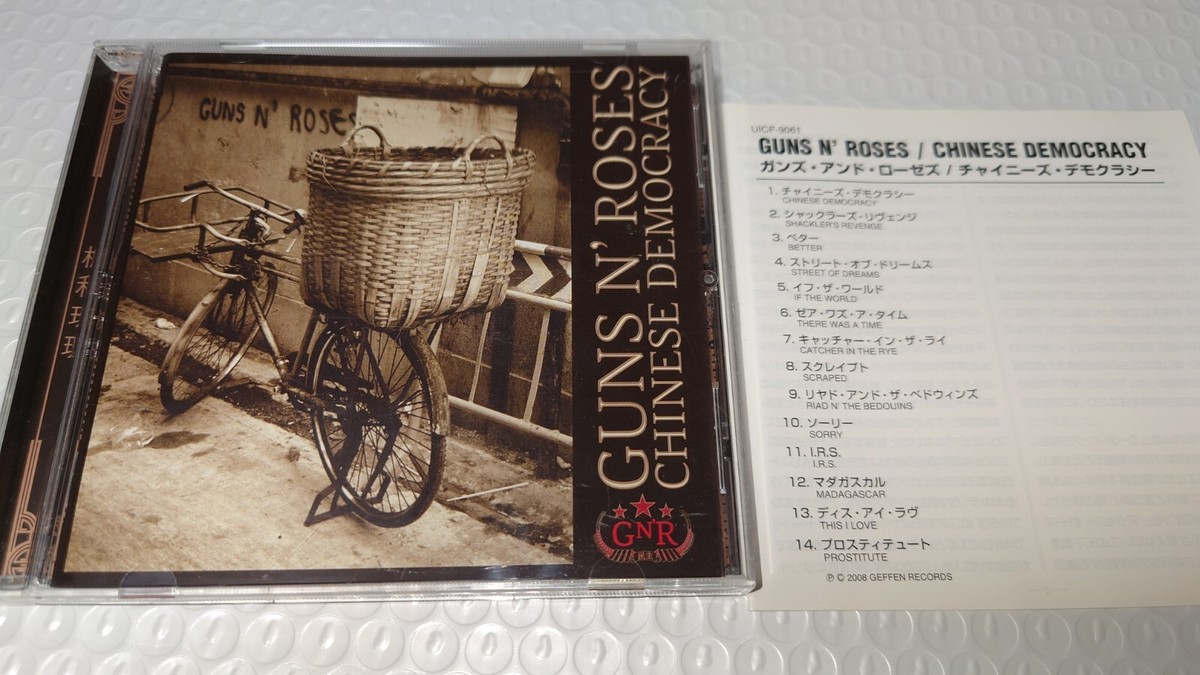 GUNS N' ROSES
GUNS N' ROSES
CHINESE DEMOCRACY
GN'R
UICF-9061
GUNS N' ROSES / CHINESE DEMOCRACY
ガンズ・アンド・ローゼズ / チャイニーズ・デモクラシー
1. チャイニーズ・デモクラシー
CHINESE DEMOCRACY
2. シャックラーズ・リヴェンジ
SHACKLER'S REVENGE
3. ベター
BETTER
4. ストリート・オブ・ドリームス
STREET OF DREAMS
5. イフ・ザ・ワールド
IF THE WORLD
6. ゼア・ワズ・ア・タイム
THERE WAS A TIME
7. キャッチャー・イン・ザ・ライ
CATCHER IN THE RYE
8. スクレイプト
SCRAPED
9. リヤド・アンド・ザ・ベドウィンズ
RIAD N' THE BEDOUINS
10. ソーリー
SORRY
11. I.R.S.
I.R.S.
12. マダガスカル
MADAGASCAR
13. ディス・アイ・ラヴ
THIS I LOVE
14. プロスティテュート
PROSTITUTE
Ⓟ © 2008 GEFFEN RECORDS